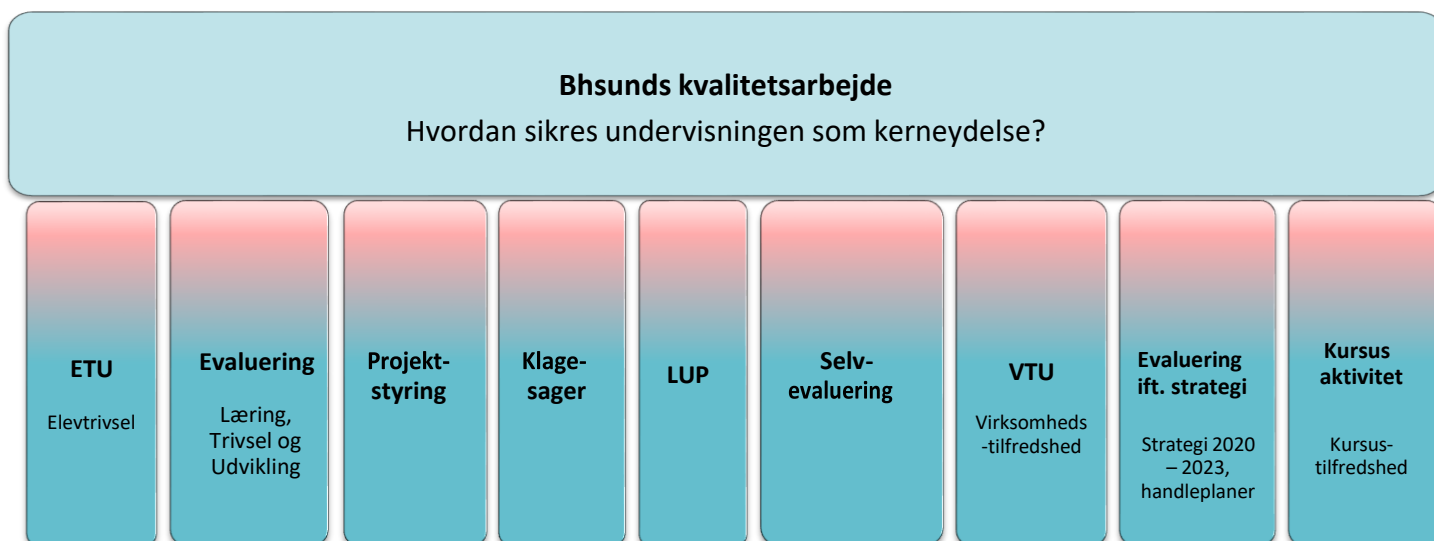 Bhsunds kvalitetsarbejde
Hvordan sikres undervisningen som kerneydelse?
ETU
Elevtrivsel
Evaluering
Læring,
Trivsel og
Udvikling
Projekt-
styring
Klage-
sager
LUP
Selv-
evaluering
VTU
Virksomheds
-tilfredshed
Evaluering
ift. strategi
Strategi 2020
– 2023,
handleplaner
Kursus
aktivitet
Kursus-
tilfredshed